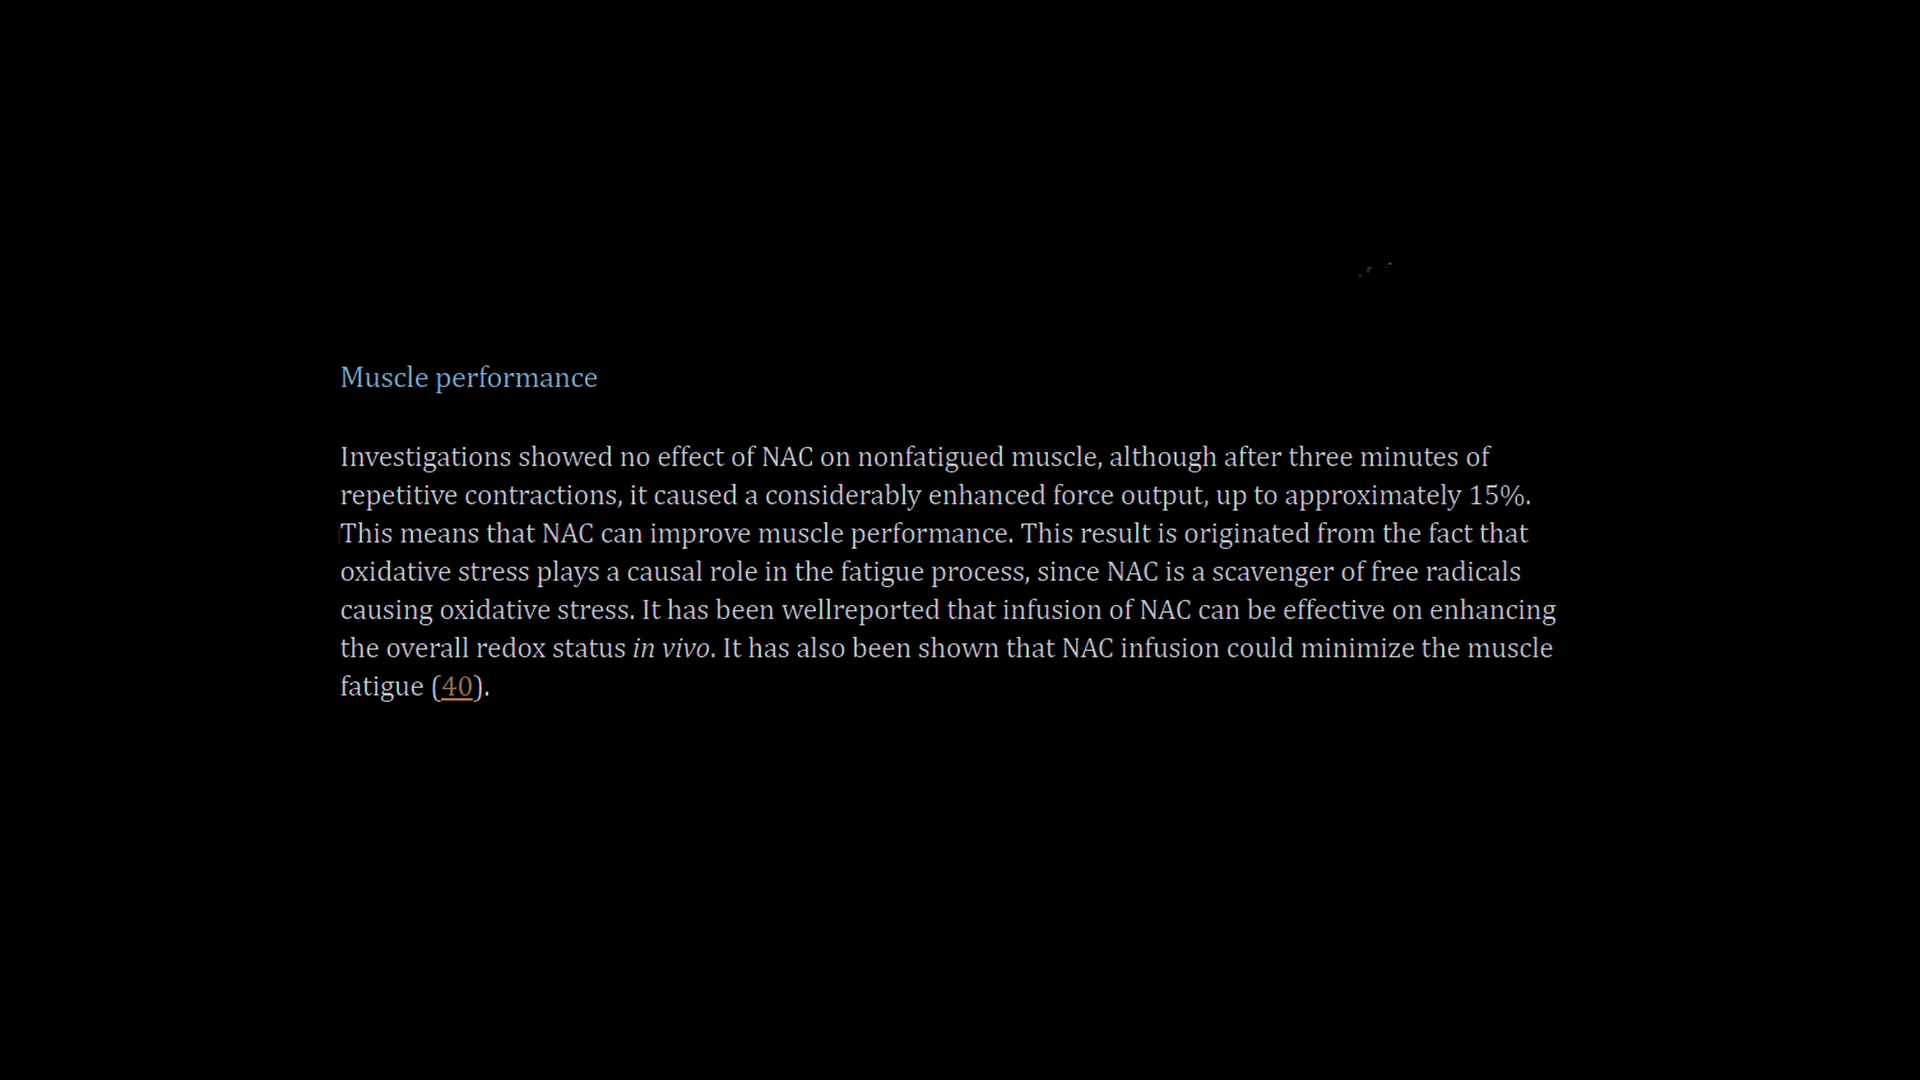 Muscle performance
Investigations showed no effect of NAC on nonfatigued muscle, although after three minutes of
repetitive contractions, it caused a considerably enhanced force output, up to approximately 15%.
This means that NAC can improve muscle performance. This result is originated from the fact that
oxidative stress plays a causal role in the fatigue process, since NAC is a scavenger of free radicals
causing oxidative stress. It has been wellreported that infusion of NAC can be effective on enhancing
the overall redox status in vivo. It has also been shown that NAC infusion could minimize the muscle
fatigue (40).